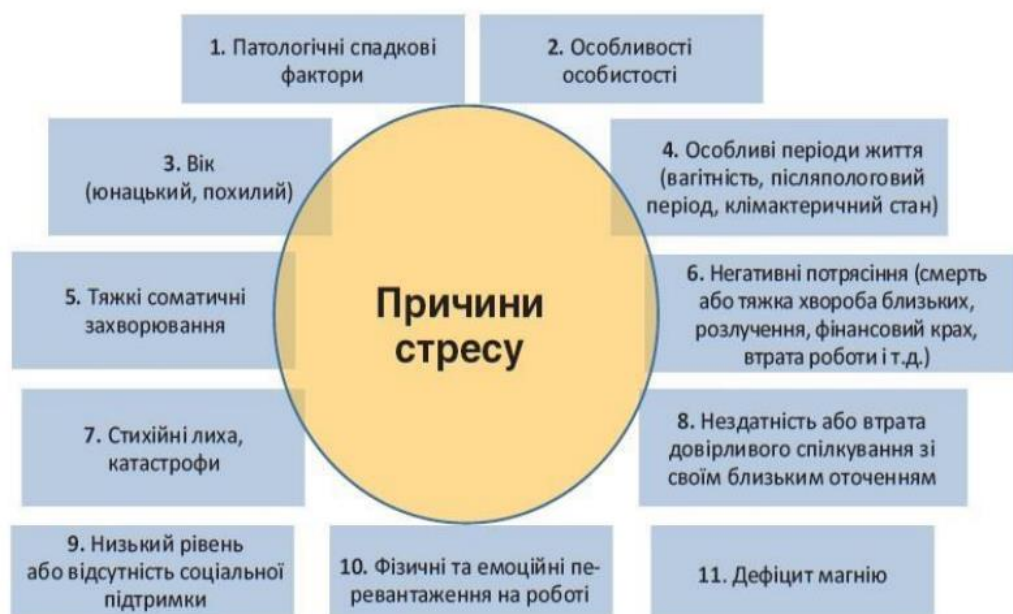 1. Патологічні спадкові
фактори
2. Особливості
особистості
3. Вік
(юнацький, похилий)
4. Особливі періоди життя
(вагітність, післяпологовий
період, клімактеричний стан)
Причини
стресу
5. Тяжкі соматичні
захворювання
6. Негативні потрясіння (смерть
або тяжка хвороба близьких,
розлучення, фінансовий крах,
втрата роботи і т.д.)
7. Стихійні лиха,
катастрофи
8. Нездатність або втрата
довірливого спілкування зі
своїм близьким оточенням
9. Низький рівень
або відсутність соціальної
підтримки
10. Фізичні та емоційні пе-
ревантаження на роботі
11. Дефіцит магнію